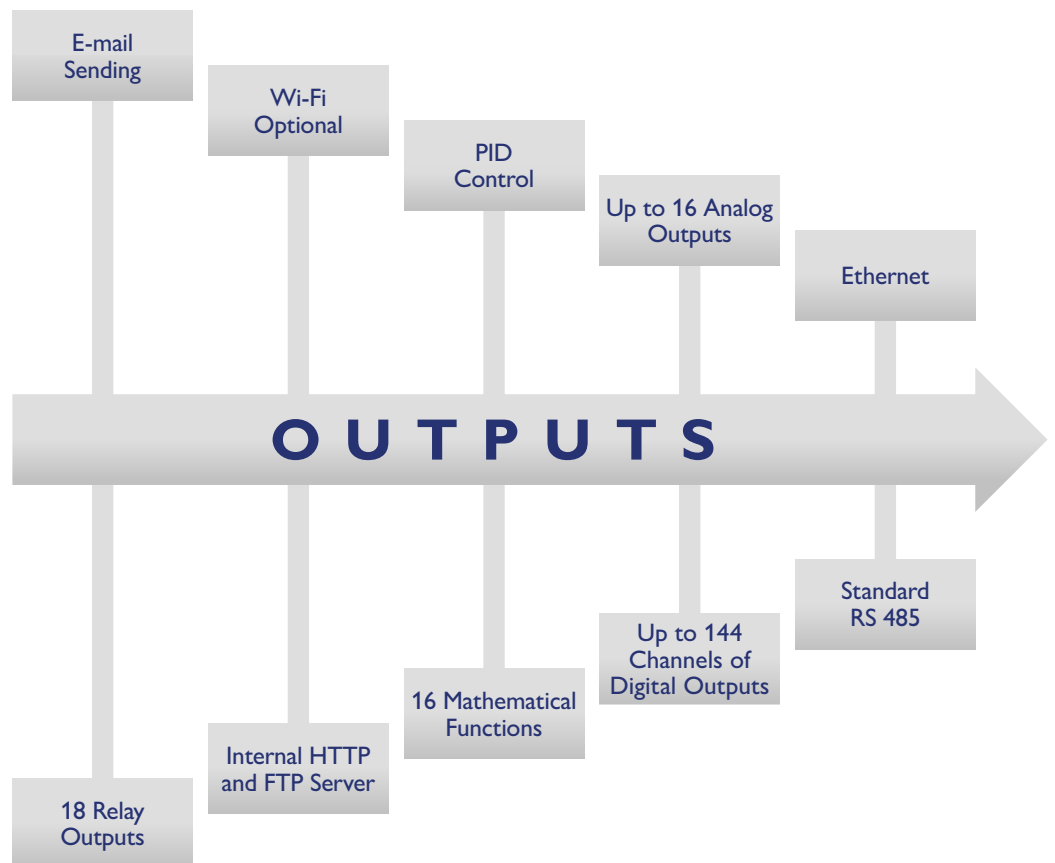 E-mail
Sending
Wi-Fi
Optional
PID
Control
Up to 16 Analog
Outputs
Ethernet
OUTPUTS
Standard
RS 485
Up to 144
Channels of
Digital Outputs
16 Mathematical
Functions
Internal HTTP
and FTP Server
18 Relay
Outputs